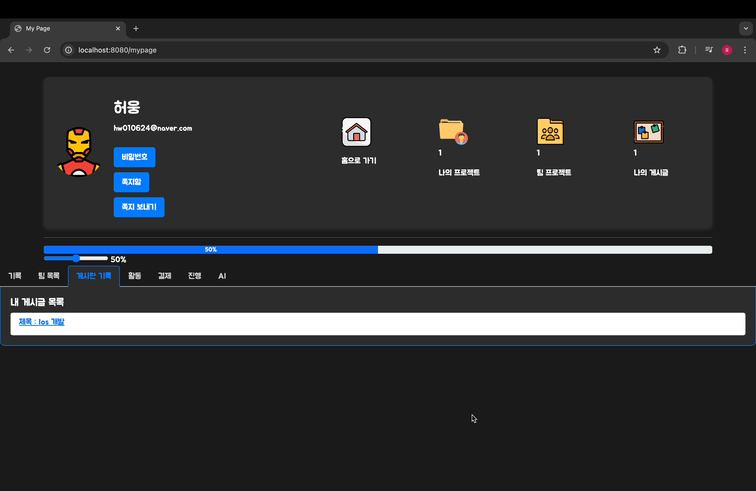 My Page
localhost:8080/mypage
허웅
hw010624@naver.com
비밀번호
쪽지함
쪽지 보내기
홈으로 가기
1
나의 프로젝트
1
팀 프로젝트
1
나의 게시글
50%
50%
기록 팀 목록 게시판 기록 활동 결제 진행 AI
내 게시글 목록
제목 : Ios 개발